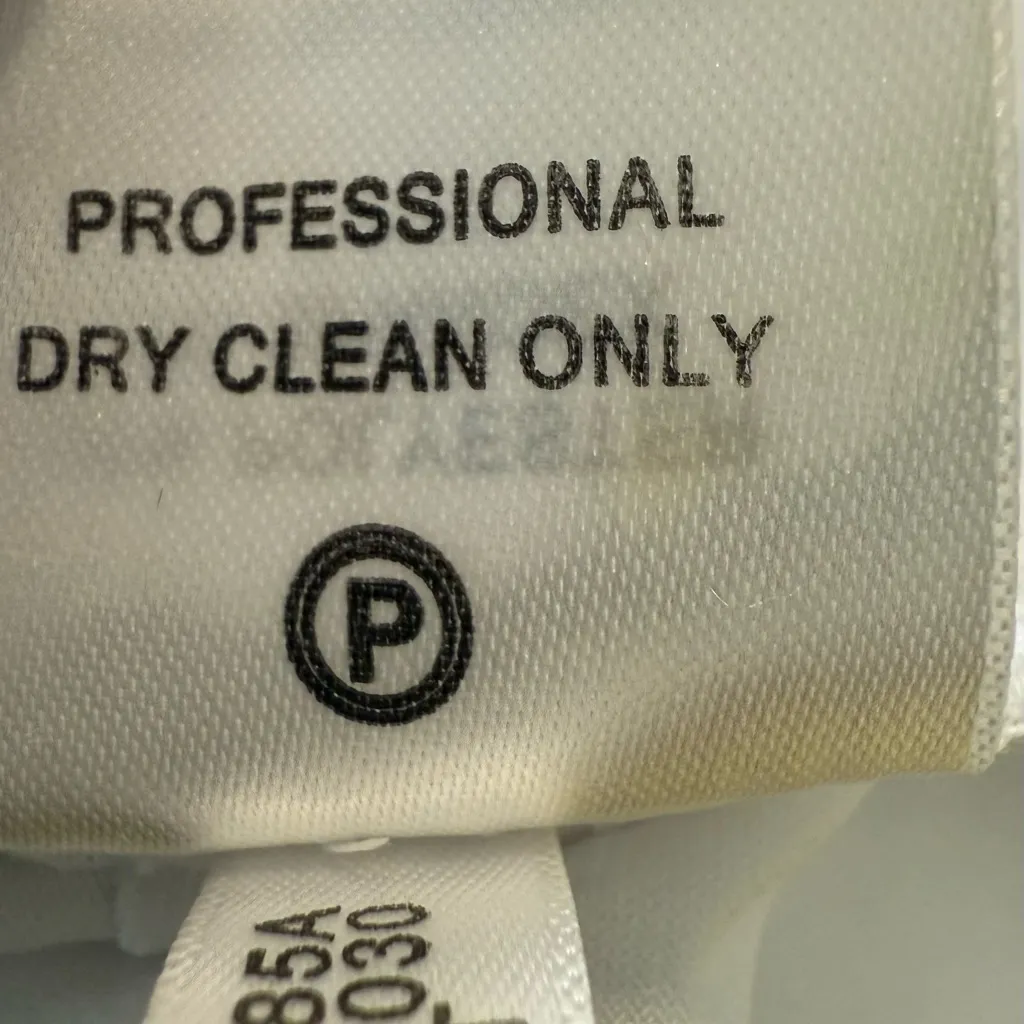 PROFESSIONAL
DRY CLEAN ONLY
P
85A
030